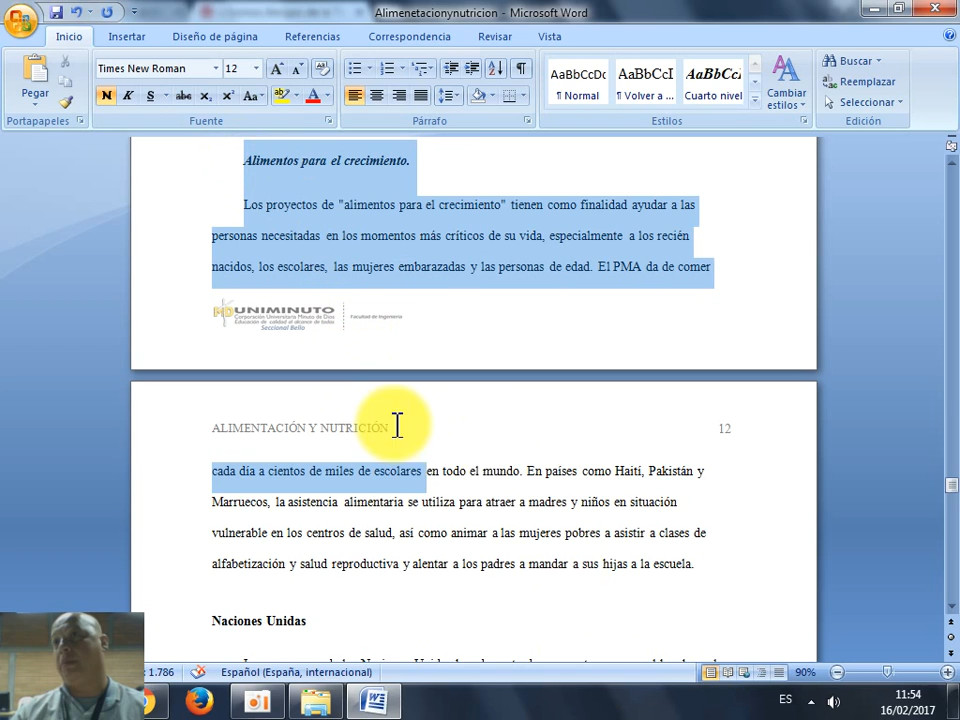 Alimenetacionynutricion - Microsoft Word
Inicio Insertar Diseño de página Referencias Correspondencia Revisar Vista
Times New Roman 12
Pegar
N K S abc x₂ x² Aa
AaBbCcDc AaBbCcI AaBbCcI
¶ Normal ¶ Volver a ... Cuarto nivel
Cambiar estilos
Buscar
Reemplazar
Seleccionar
Portapapeles Fuente Párrafo Estilos Edición
Alimentos para el crecimiento.
Los proyectos de "alimentos para el crecimiento" tienen como finalidad ayudar a las
personas necesitadas en los momentos más críticos de su vida, especialmente a los recién
nacidos, los escolares, las mujeres embarazadas y las personas de edad. El PMA da de comer
UNIMINUTO
Corporación Universitaria Minuto de Dios
Educación de calidad al alcance de todos
Seccional Bello
Facultad de Ingeniería
ALIMENTACIÓN Y NUTRICIÓN 12
cada día a cientos de miles de escolares en todo el mundo. En países como Haití, Pakistán y
Marruecos, la asistencia alimentaria se utiliza para atraer a madres y niños en situación
vulnerable en los centros de salud, así como animar a las mujeres pobres a asistir a clases de
alfabetización y salud reproductiva y alentar a los padres a mandar a sus hijas a la escuela.
Naciones Unidas
: 1.786 Español (España, internacional) 90%
ES 11:54
16/02/2017